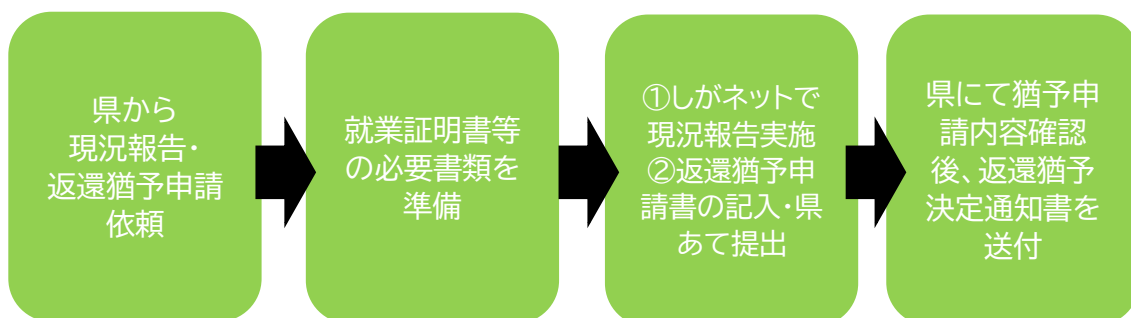 県から
現況報告・
返還猶予申請
依頼
就業証明書等
の必要書類を
準備
①しがネットで
現況報告実施
②返還猶予申
請書の記入・県
あて提出
県にて猶予申
請内容確認
後、返還猶予
決定通知書を
送付